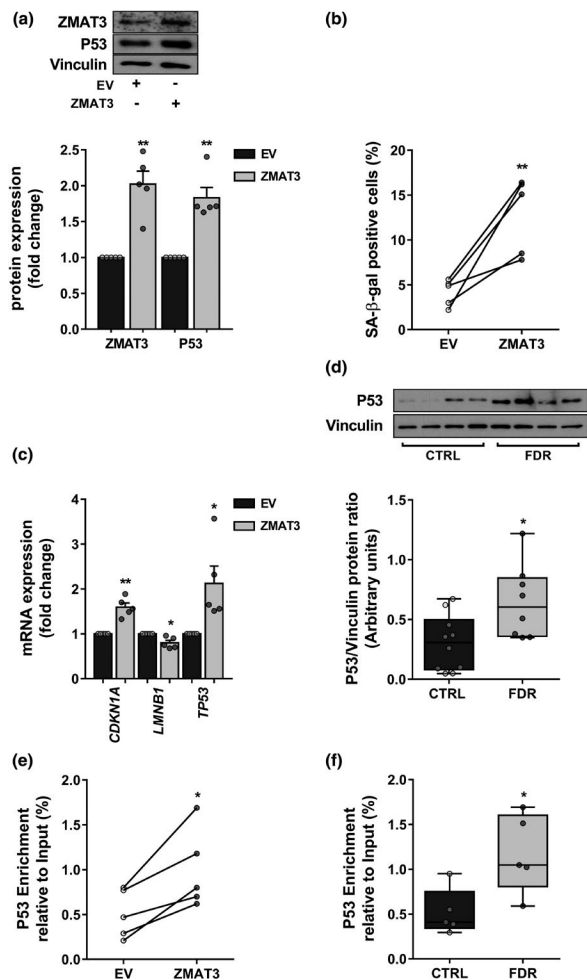 (a)
ZMAT3
P53
Vinculin
EV + -
ZMAT3 - +
protein expression
(fold change)
2.5
2.0
1.5
1.0
0.5
0.0
** **
EV
ZMAT3
ZMAT3 P53
(b)
SA-β-gal positive cells (%)
20
15
10
5
0
**
EV ZMAT3
(c)
mRNA expression
(fold change)
4
3
2
1
0
** * *
EV
ZMAT3
CDKN1A
LMNB1
TP53
(d)
P53
Vinculin
CTRL FDR
P53/Vinculin protein ratio
(Arbitrary units)
1.5
1.0
0.5
0.0
*
CTRL FDR
(e)
P53 Enrichment
relative to Input (%)
2.0
1.5
1.0
0.5
0.0
*
EV ZMAT3
(f)
P53 Enrichment
relative to Input (%)
2.0
1.5
1.0
0.5
0.0
*
CTRL FDR